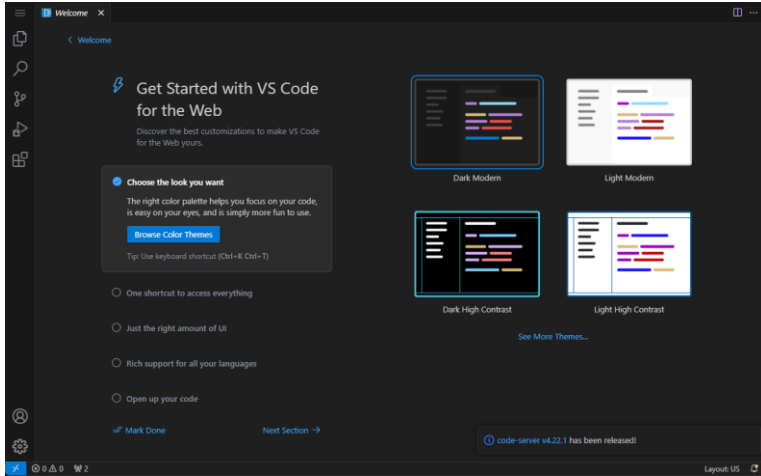 Welcome
Welcome
Get Started with VS Code
for the Web
Discover the best customizations to make VS Code
for the Web yours.
Choose the look you want
The right color palette helps you focus on your code,
is easy on your eyes, and is simply more fun to use.
Browse Color Themes
Tip: Use keyboard shortcut (Ctrl+K Ctrl+T)
One shortcut to access everything
Just the right amount of UI
Rich support for all your languages
Open up your code
Mark Done
Next Section
Dark Modern
Light Modern
Dark High Contrast
Light High Contrast
See More Themes...
code-server v4.22.1 has been released!
0 0 2
Layout: US